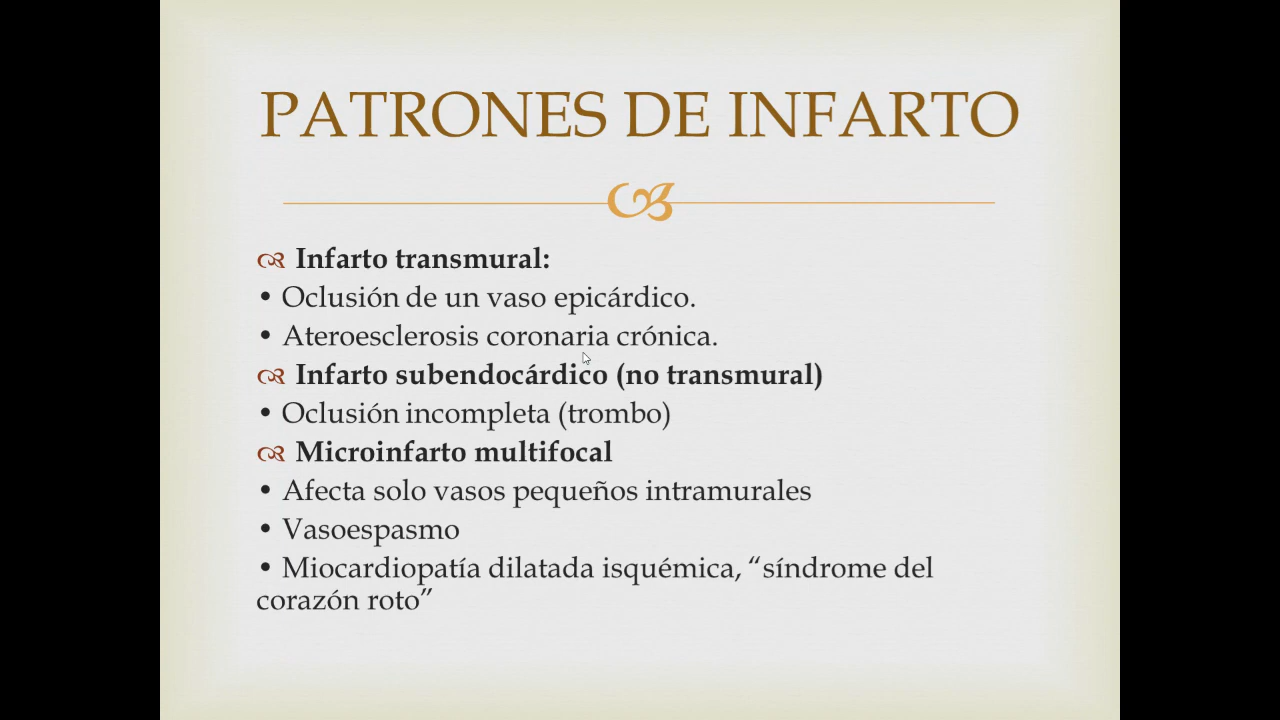 PATRONES DE INFARTO
Infarto transmural:
• Oclusión de un vaso epicárdico.
• Ateroesclerosis coronaria crónica.
Infarto subendocárdico (no transmural)
• Oclusión incompleta (trombo)
Microinfarto multifocal
• Afecta solo vasos pequeños intramurales
• Vasoespasmo
• Miocardiopatía dilatada isquémica, “síndrome del
corazón roto”